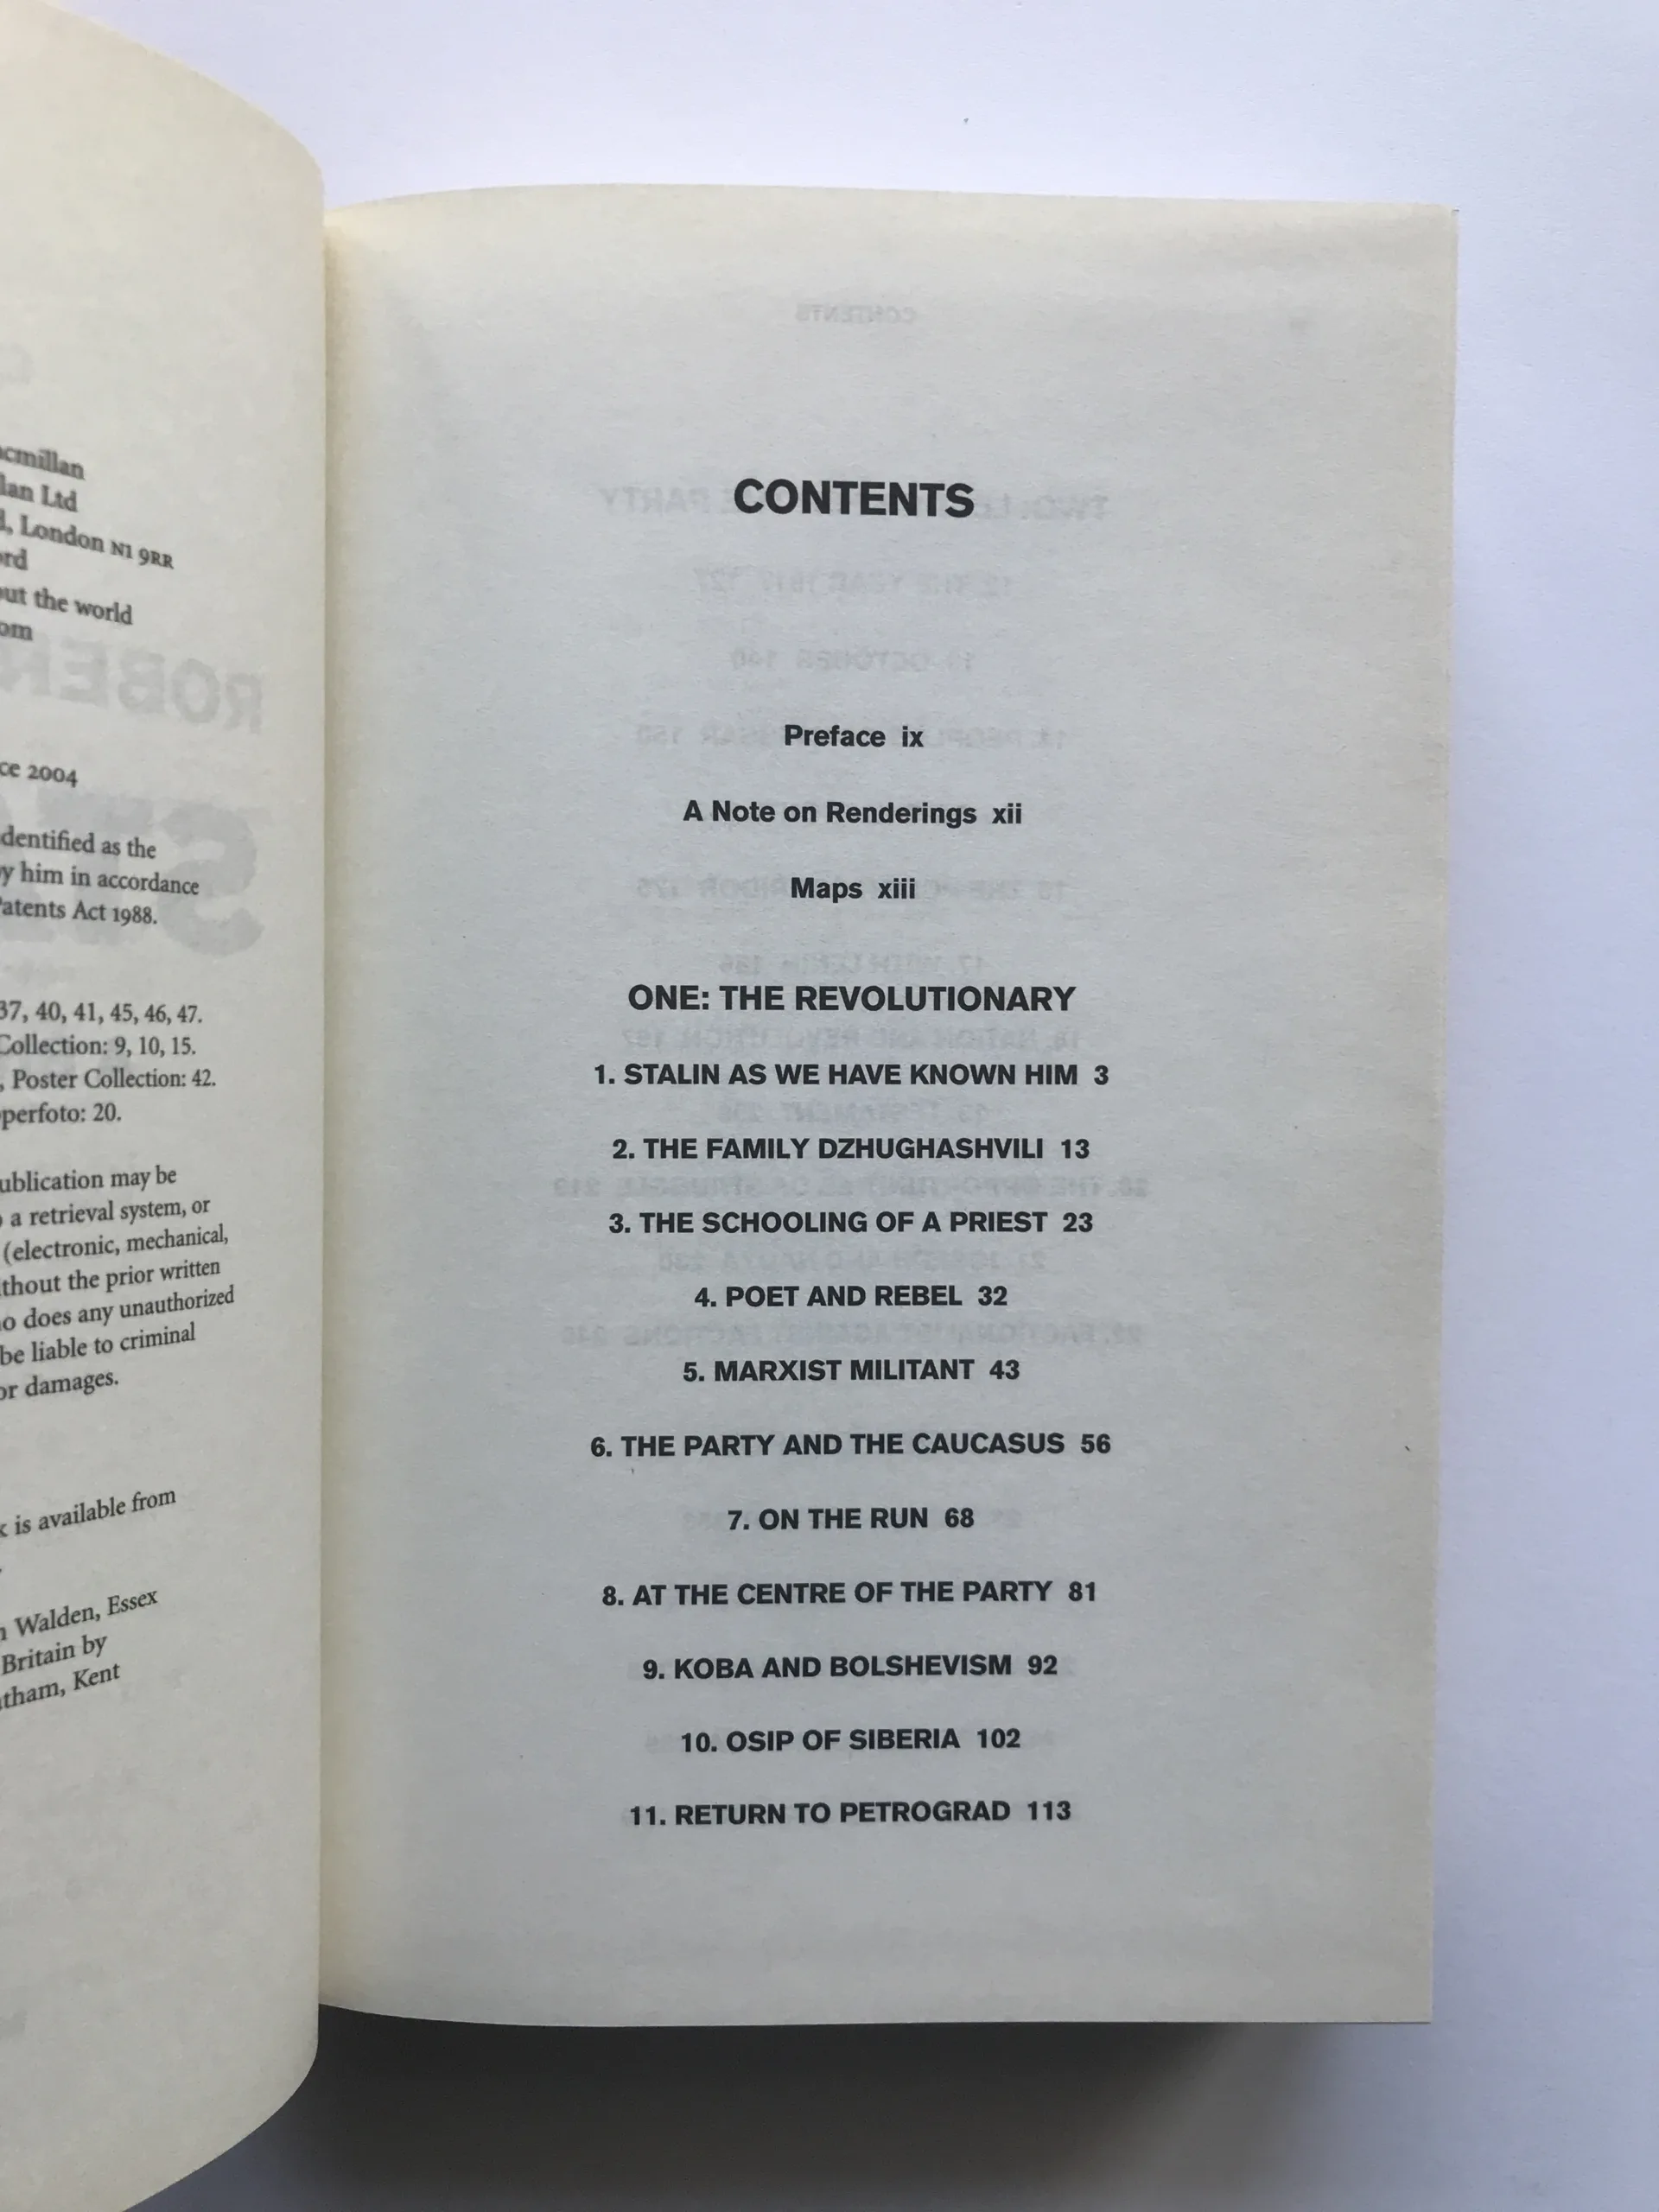 cmillan
lan Ltd
, London N1 9RR
rd
out the world
om
ROBER
ce 2004
dentified as the
y him in accordance
Patents Act 1988.
37, 40, 41, 45, 46, 47.
Collection: 9, 10, 15.
, Poster Collection: 42.
perfoto: 20.
ublication may be
a retrieval system, or
(electronic, mechanical,
thout the prior written
o does any unauthorized
be liable to criminal
or damages.
k is available from
n Walden, Essex
Britain by
tham, Kent
CONTENTS
CONTENTS
Preface ix
A Note on Renderings xii
Maps xiii
ONE: THE REVOLUTIONARY
1. STALIN AS WE HAVE KNOWN HIM 3
2. THE FAMILY DZHUGHASHVILI 13
3. THE SCHOOLING OF A PRIEST 23
4. POET AND REBEL 32
5. MARXIST MILITANT 43
6. THE PARTY AND THE CAUCASUS 56
7. ON THE RUN 68
8. AT THE CENTRE OF THE PARTY 81
9. KOBA AND BOLSHEVISM 92
10. OSIP OF SIBERIA 102
11. RETURN TO PETROGRAD 113